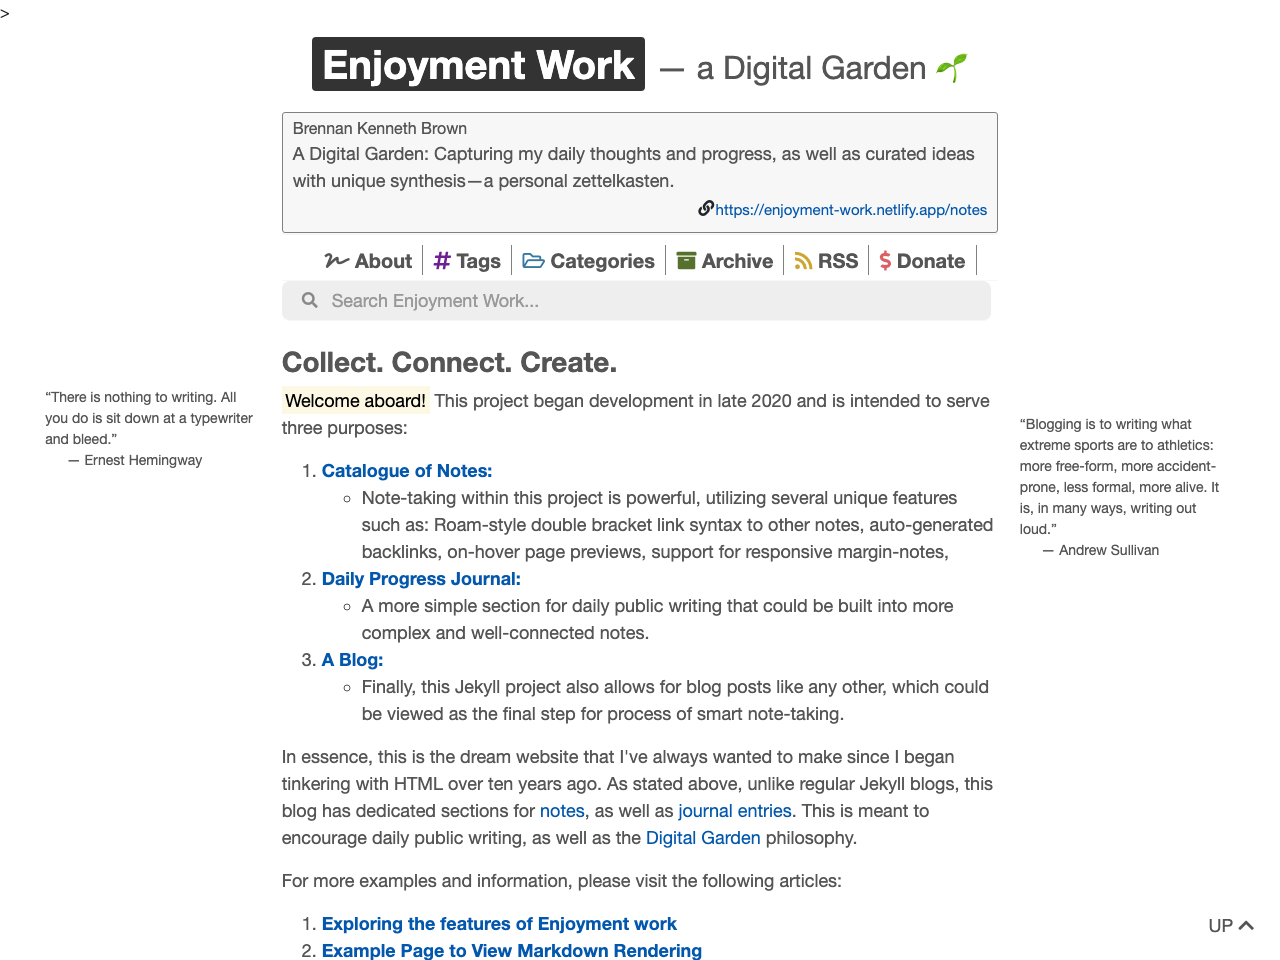 >
Enjoyment Work — a Digital Garden
Brennan Kenneth Brown
A Digital Garden: Capturing my daily thoughts and progress, as well as curated ideas
with unique synthesis—a personal zettelkasten.
https://enjoyment-work.netlify.app/notes
About # Tags Categories Archive RSS $ Donate
Search Enjoyment Work...
Collect. Connect. Create.
Welcome aboard! This project began development in late 2020 and is intended to serve
three purposes:
“There is nothing to writing. All
you do is sit down at a typewriter
and bleed.”
— Ernest Hemingway
“Blogging is to writing what
extreme sports are to athletics:
more free-form, more accident-
prone, less formal, more alive. It
is, in many ways, writing out
loud.”
— Andrew Sullivan
1. Catalogue of Notes:
Note-taking within this project is powerful, utilizing several unique features
such as: Roam-style double bracket link syntax to other notes, auto-generated
backlinks, on-hover page previews, support for responsive margin-notes,
2. Daily Progress Journal:
A more simple section for daily public writing that could be built into more
complex and well-connected notes.
3. A Blog:
Finally, this Jekyll project also allows for blog posts like any other, which could
be viewed as the final step for process of smart note-taking.
In essence, this is the dream website that I've always wanted to make since I began
tinkering with HTML over ten years ago. As stated above, unlike regular Jekyll blogs, this
blog has dedicated sections for notes, as well as journal entries. This is meant to
encourage daily public writing, as well as the Digital Garden philosophy.
For more examples and information, please visit the following articles:
1. Exploring the features of Enjoyment work
2. Example Page to View Markdown Rendering
UP